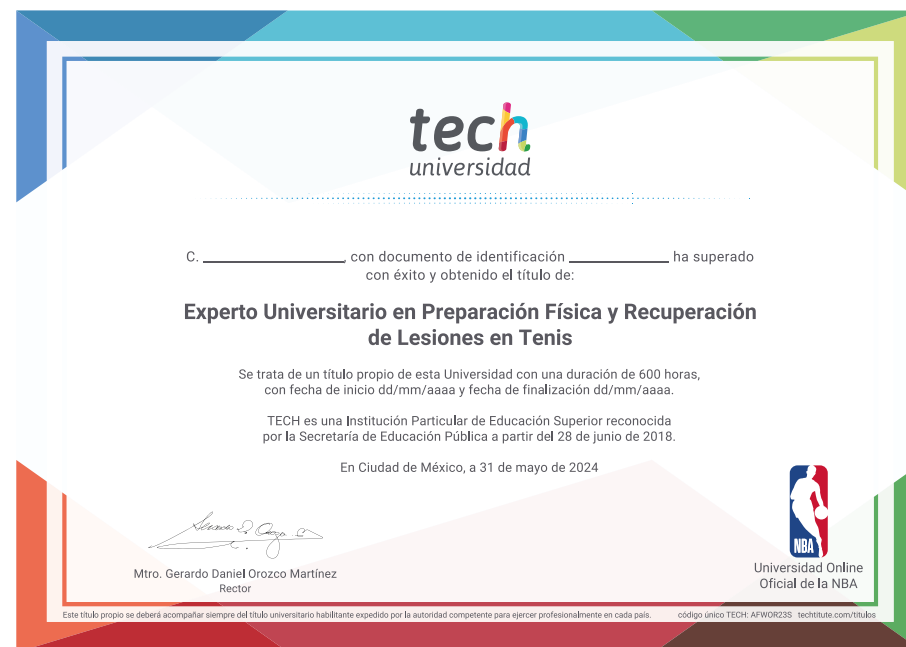 tech
universidad
C. ____________, con documento de identificación ____________ ha superado
con éxito y obtenido el título de:
Experto Universitario en Preparación Física y Recuperación
de Lesiones en Tenis
Se trata de un título propio de esta Universidad con una duración de 600 horas,
con fecha de inicio dd/mm/aaaa y fecha de finalización dd/mm/aaaa.
TECH es una Institución Particular de Educación Superior reconocida
por la Secretaría de Educación Pública a partir del 28 de junio de 2018.
En Ciudad de México, a 31 de mayo de 2024
Mtro. Gerardo Daniel Orozco Martínez
Rector
NBA
Universidad Online
Oficial de la NBA
Este título propio se deberá acompañar siempre del título universitario habilitante expedido por la autoridad competente para ejercer profesionalmente en cada país. código único TECH: AFWOR23S techtitute.com/titulos